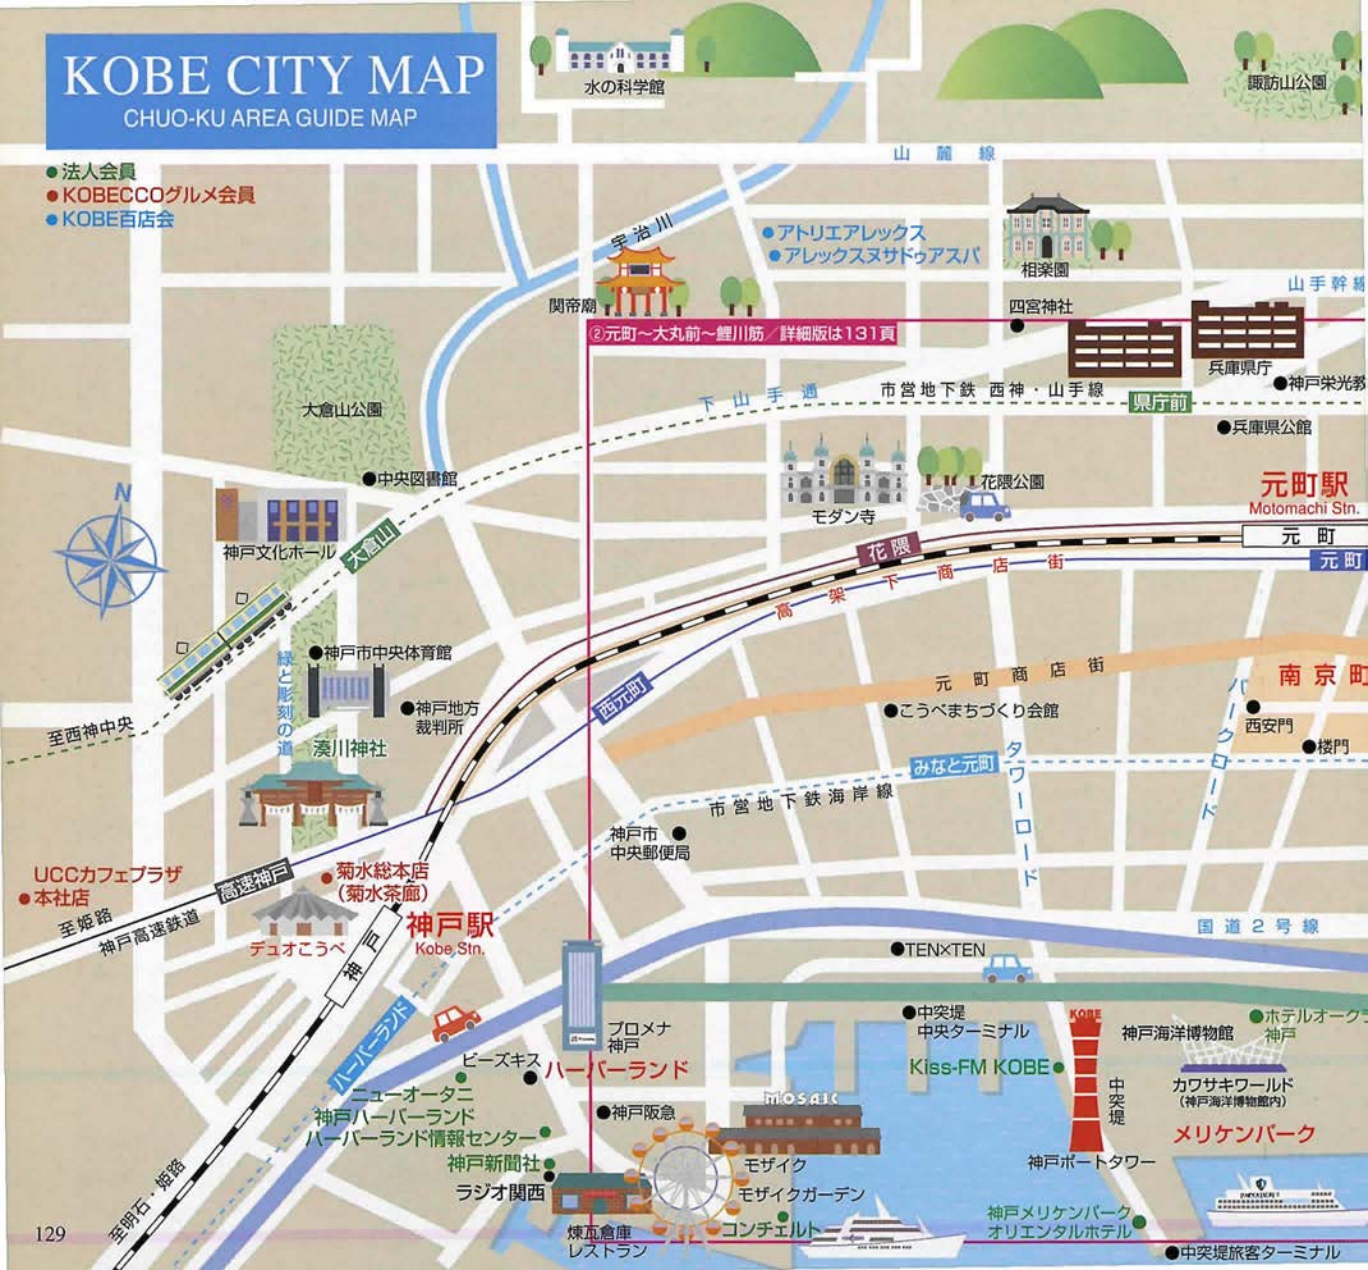 KOBE CITY MAP
CHUO-KU AREA GUIDE MAP
●法人会員
●KOBECCOグルメ会員
●KOBE百店会
水の科学館
諏訪山公園
山麓線
宇治川
●アトリエアレックス
●アレックスヌサドゥアスパ
相楽園
関帝廟
四宮神社
山手幹線
②元町〜大丸前〜鯉川筋/詳細版は131頁
兵庫県庁
●神戸栄光教
下山手通
市営地下鉄 西神・山手線
県庁前
●兵庫県公館
大倉山公園
●中央図書館
モダン寺
花隈公園
元町駅
Motomachi Stn.
元町
元町
N
神戸文化ホール
大倉山
花隈
高架下商店街
●神戸市中央体育館
緑と彫刻の道
●神戸地方
裁判所
西元町
元町商店街
南京町
●こうべまちづくり会館
パークロード
西安門
●楼門
至西神中央
湊川神社
みなと元町
タワーロード
市営地下鉄海岸線
神戸市
中央郵便局
UCCカフェプラザ
●本社店
高速神戸
●菊水総本店
(菊水茶廊)
至姫路
神戸高速鉄道
デュオこうべ
神戸
神戸駅
Kobe Stn.
国道2号線
●TEN×TEN
ハーバーランド
プロメナ
神戸
●中突堤
中央ターミナル
KOBE
神戸海洋博物館
●ホテルオークラ
神戸
ビーズキス
ハーバーランド
Kiss-FM KOBE●
中突堤
カワサキワールド
(神戸海洋博物館内)
ニューオータニ
神戸ハーバーランド
ハーバーランド情報センター●
●神戸阪急
MOSAIC
メリケンパーク
神戸新聞社●
ラジオ関西
モザイク
神戸ポートタワー
モザイクガーデン
至明石・姫路
煉瓦倉庫
レストラン
コンチェルト
神戸メリケンパーク
オリエンタルホテル●
●中突堤旅客ターミナル
129